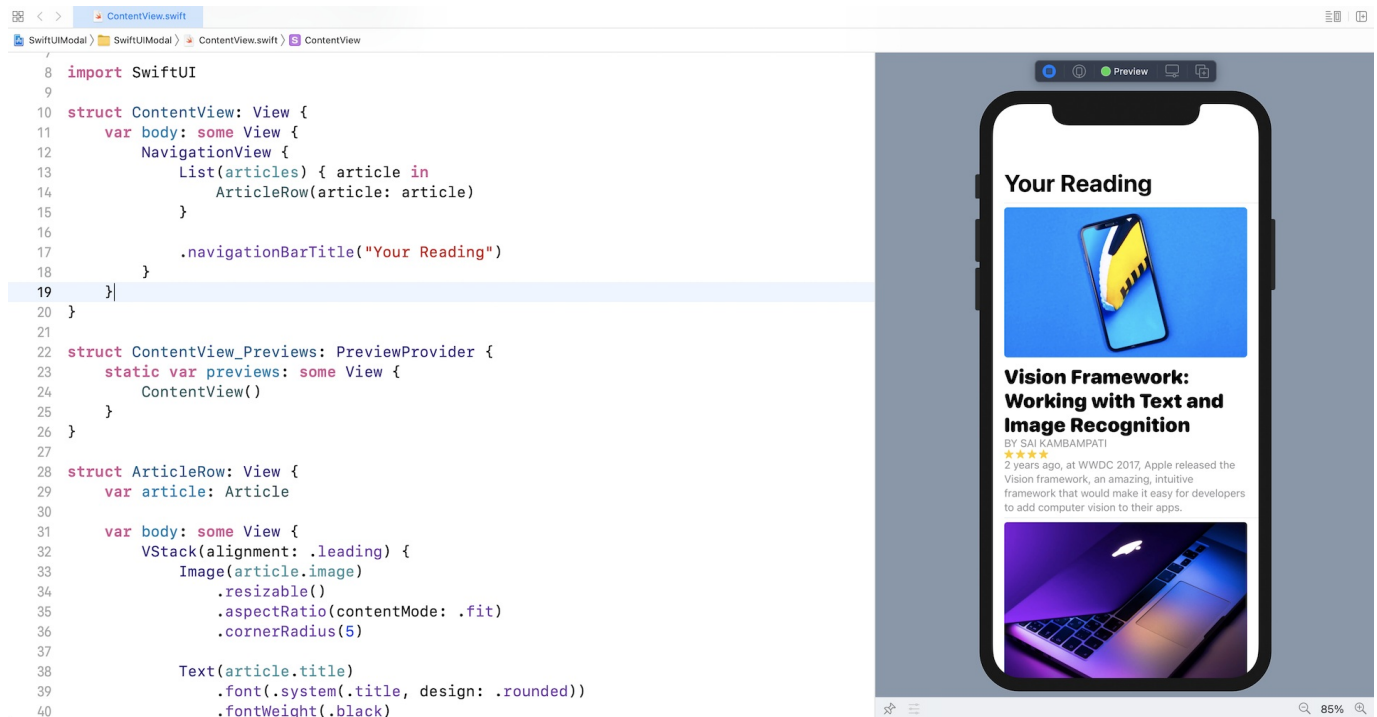 ContentView.swift
SwiftUIModal 〉 SwiftUIModal 〉 ContentView.swift 〉 S ContentView
7
8 import SwiftUI
9
10 struct ContentView: View {
11     var body: some View {
12         NavigationView {
13             List(articles) { article in
14                 ArticleRow(article: article)
15             }
16
17             .navigationBarTitle("Your Reading")
18         }
19     }
20 }
21
22 struct ContentView_Previews: PreviewProvider {
23     static var previews: some View {
24         ContentView()
25     }
26 }
27
28 struct ArticleRow: View {
29     var article: Article
30
31     var body: some View {
32         VStack(alignment: .leading) {
33             Image(article.image)
34                 .resizable()
35                 .aspectRatio(contentMode: .fit)
36                 .cornerRadius(5)
37
38             Text(article.title)
39                 .font(.system(.title, design: .rounded))
40                 .fontWeight(.black)
Preview
Your Reading
Vision Framework:
Working with Text and
Image Recognition
BY SAI KAMBAMPATI
2 years ago, at WWDC 2017, Apple released the
Vision framework, an amazing, intuitive
framework that would make it easy for developers
to add computer vision to their apps.
85%